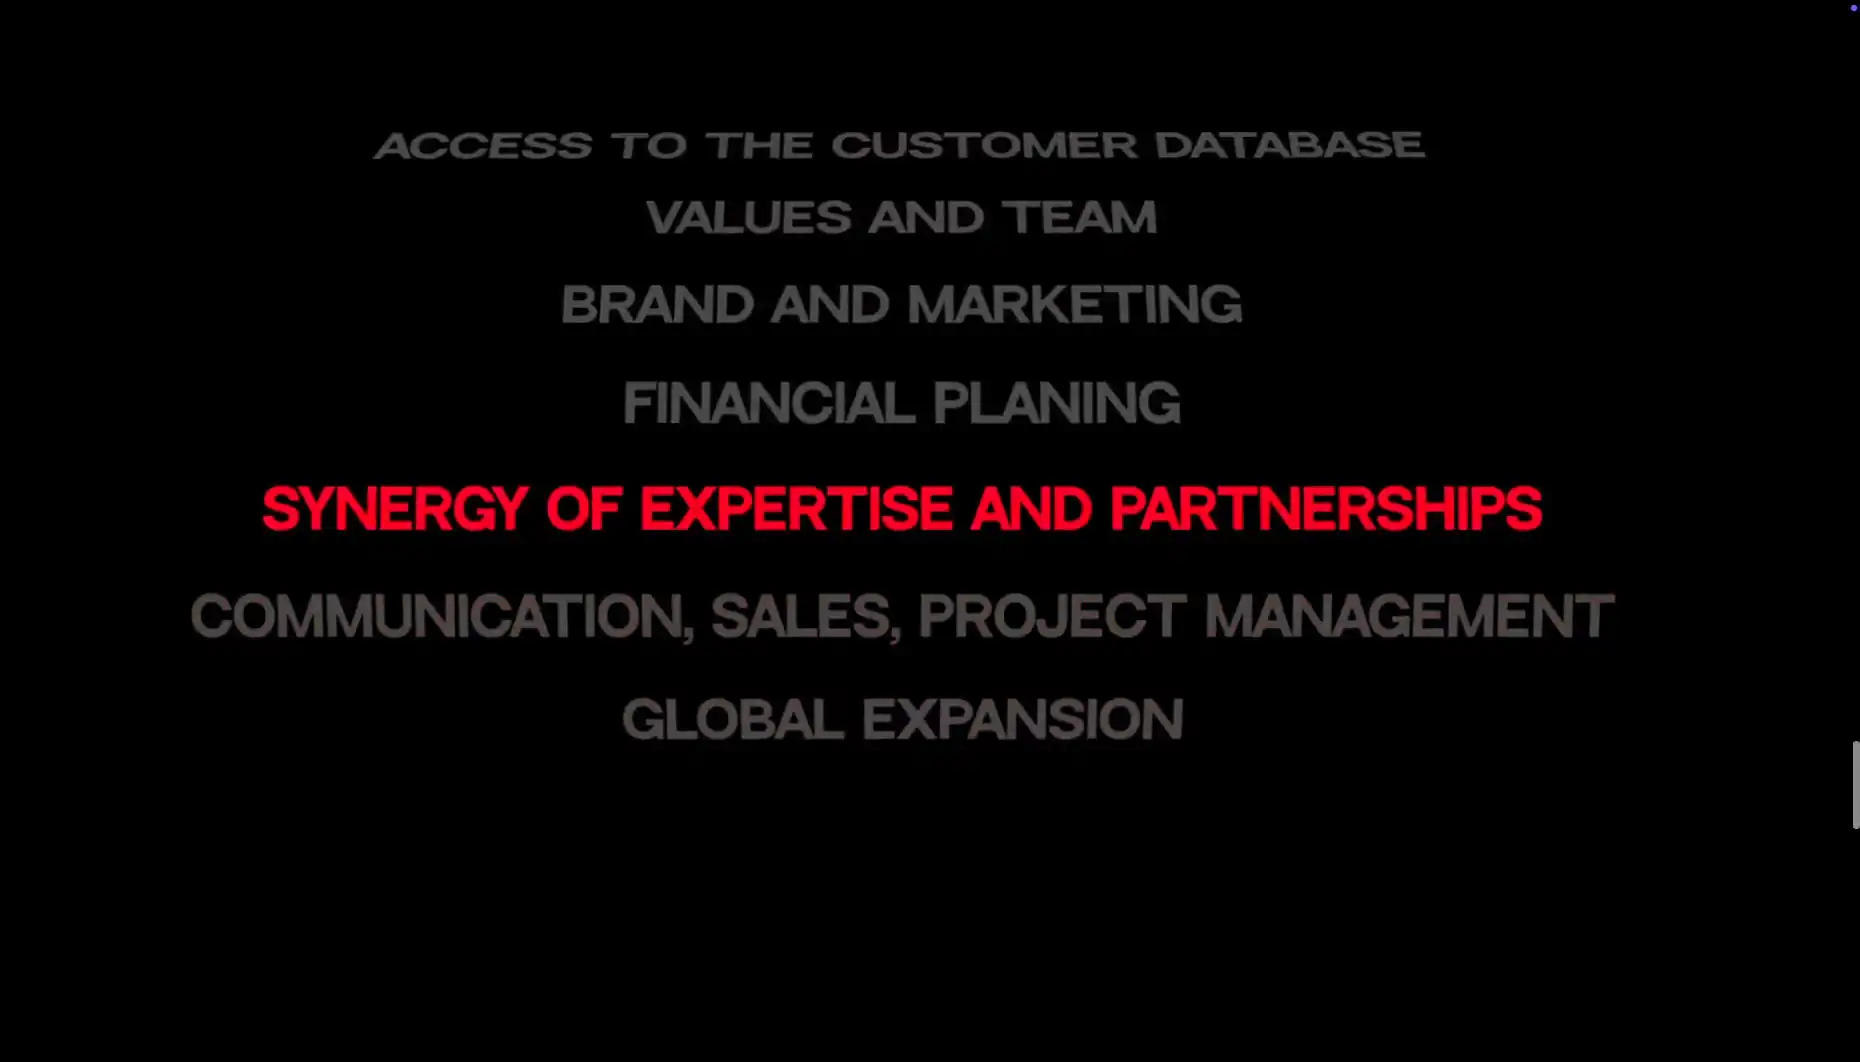 ACCESS TO THE CUSTOMER DATABASE
VALUES AND TEAM
BRAND AND MARKETING
FINANCIAL PLANING
SYNERGY OF EXPERTISE AND PARTNERSHIPS
COMMUNICATION, SALES, PROJECT MANAGEMENT
GLOBAL EXPANSION